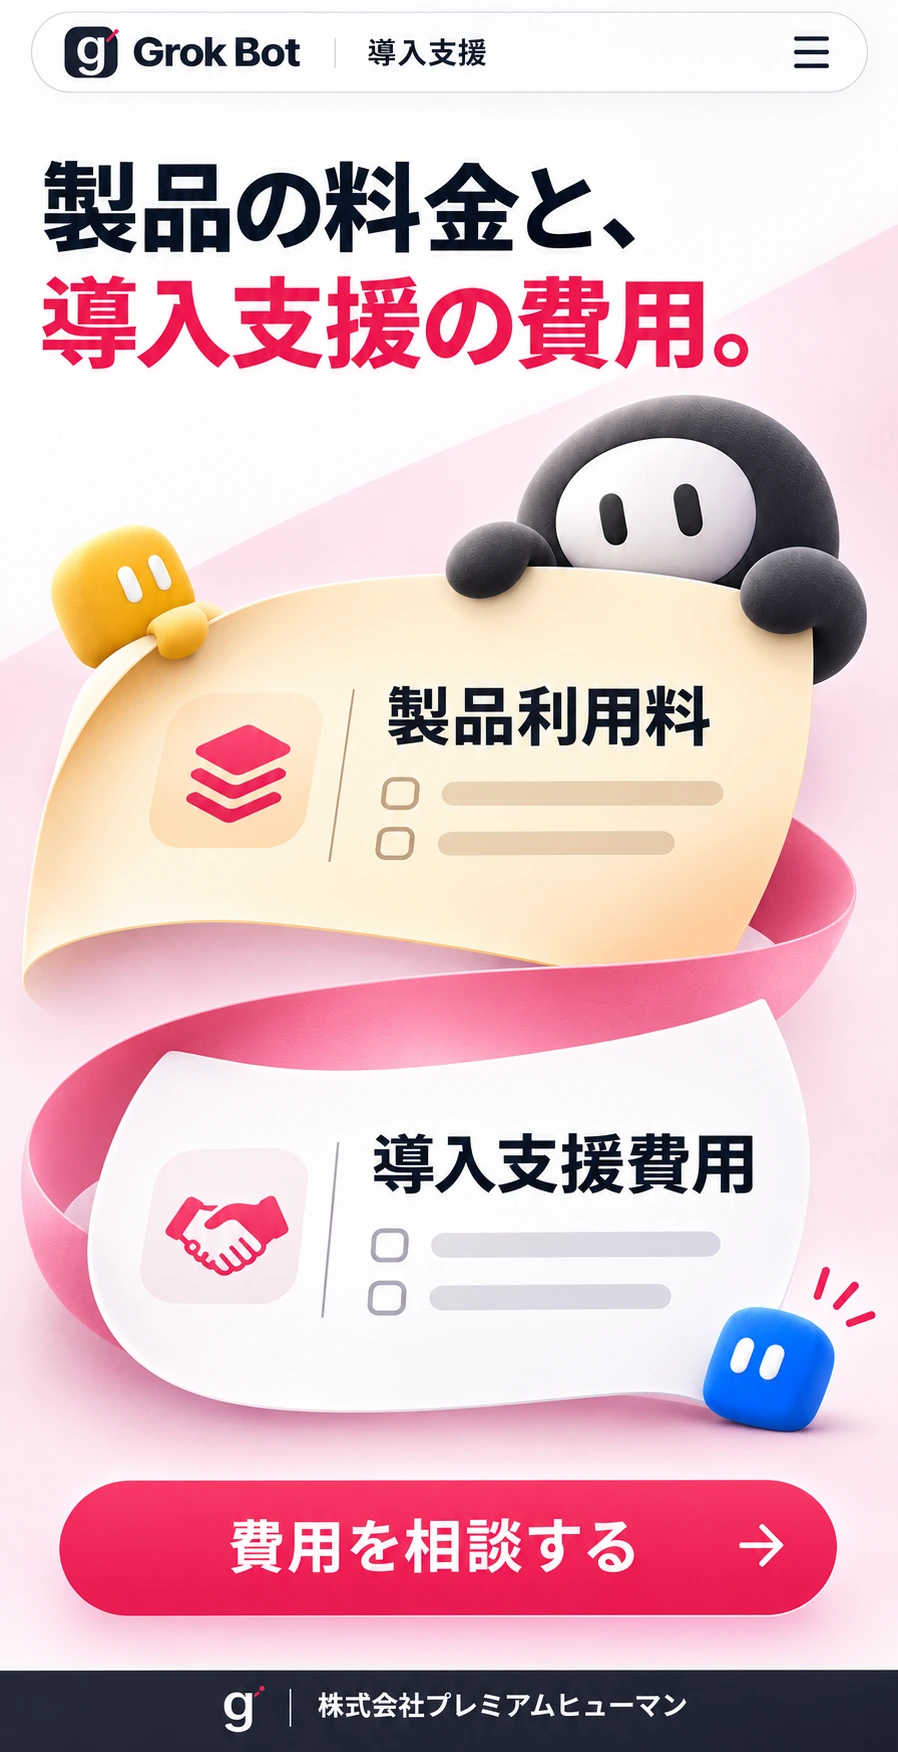 g Grok Bot 導入支援
製品の料金と、
導入支援の費用。
製品利用料
導入支援費用
費用を相談する
g 株式会社プレミアムヒューマン